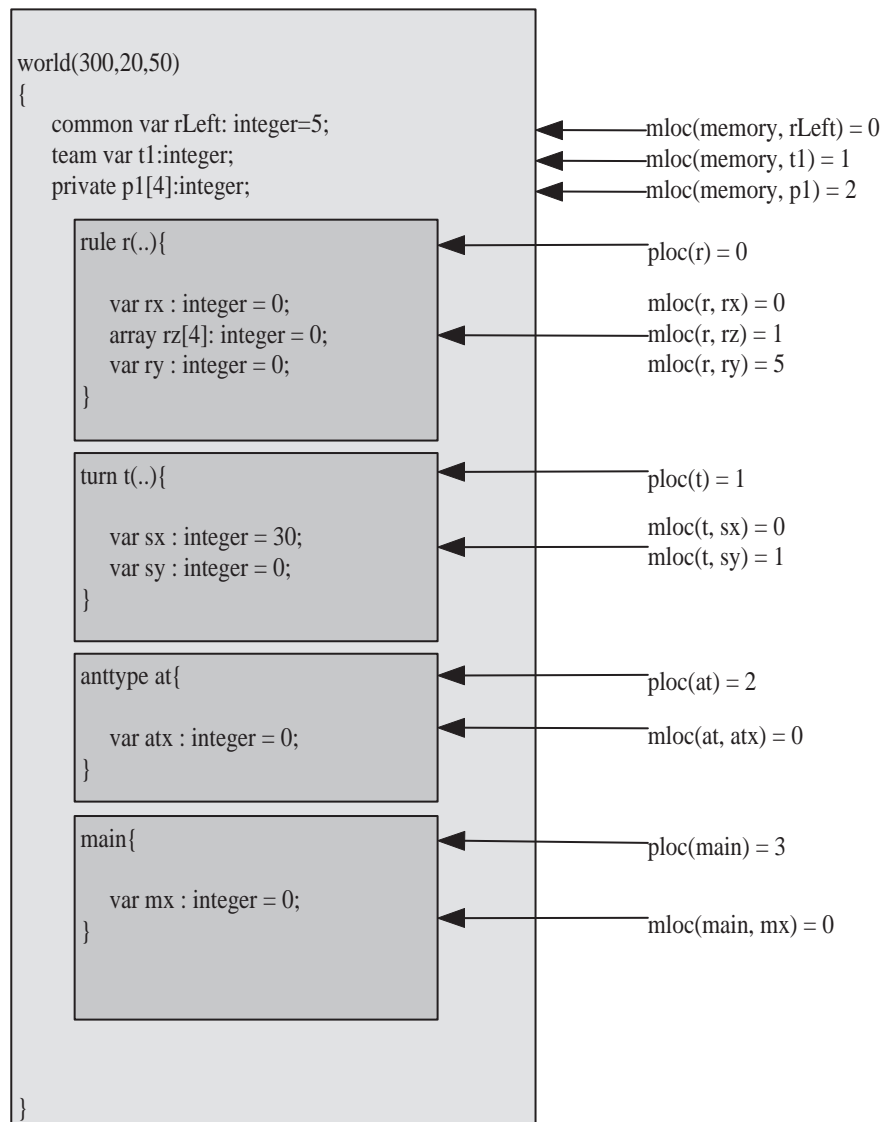 world(300,20,50)
{
common var rLeft: integer=5;
mloc(memory, rLeft) = 0
team var t1:integer;
mloc(memory, t1) = 1
private p1[4]:integer;
mloc(memory, p1) = 2
rule r(..){
ploc(r) = 0
var rx : integer = 0;
mloc(r, rx) = 0
array rz[4]: integer = 0;
mloc(r, rz) = 1
var ry : integer = 0;
mloc(r, ry) = 5
}
turn t(..){
ploc(t) = 1
var sx : integer = 30;
mloc(t, sx) = 0
var sy : integer = 0;
mloc(t, sy) = 1
}
anttype at{
ploc(at) = 2
var atx : integer = 0;
mloc(at, atx) = 0
}
main{
ploc(main) = 3
var mx : integer = 0;
mloc(main, mx) = 0
}
}